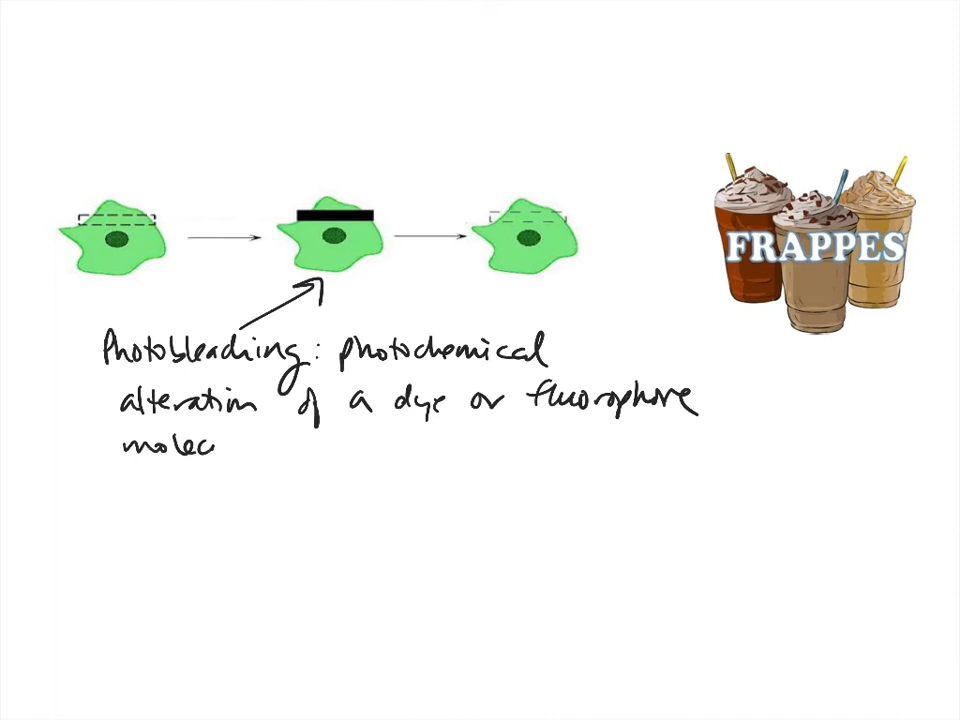 FRAPPES
Photobleaching: photochemical
alteration of a dye or fluorophore
molec